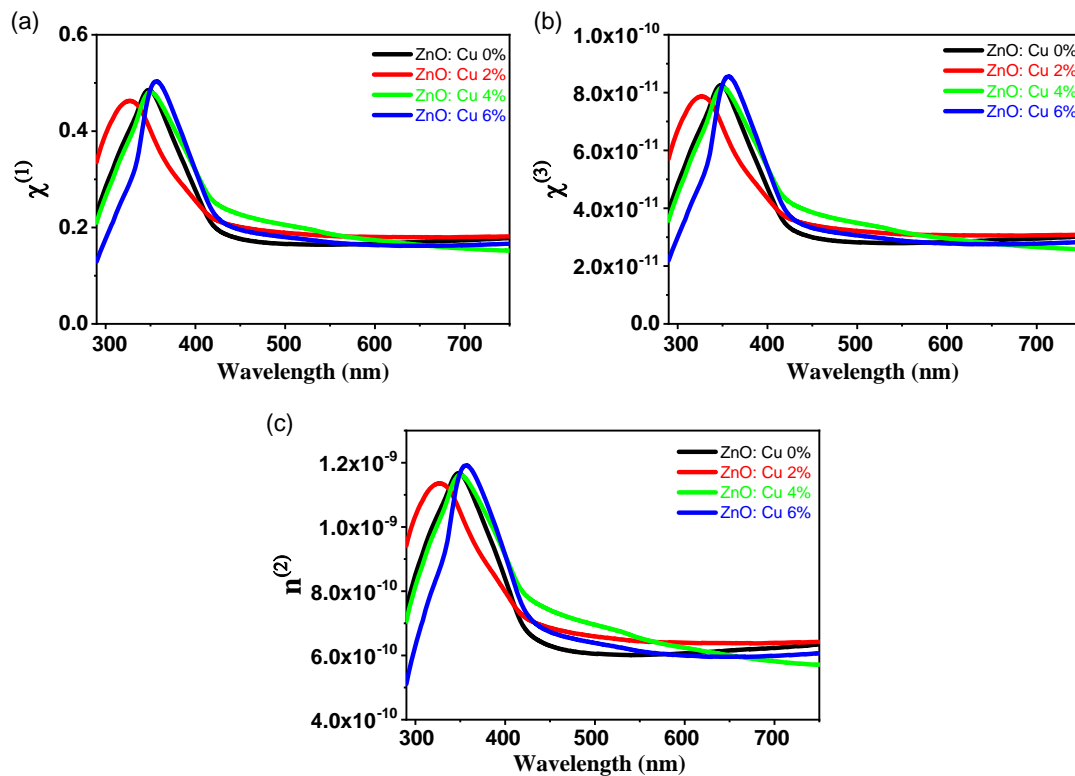 (a)
0.6
0.4
0.2
0.0
χ(1)
ZnO: Cu 0%
ZnO: Cu 2%
ZnO: Cu 4%
ZnO: Cu 6%
300 400 500 600 700
Wavelength (nm)
(b)
1.0x10-10
8.0x10-11
6.0x10-11
4.0x10-11
2.0x10-11
0.0
χ(3)
ZnO: Cu 0%
ZnO: Cu 2%
ZnO: Cu 4%
ZnO: Cu 6%
300 400 500 600 700
Wavelength (nm)
(c)
1.2x10-9
1.0x10-9
8.0x10-10
6.0x10-10
4.0x10-10
n(2)
ZnO: Cu 0%
ZnO: Cu 2%
ZnO: Cu 4%
ZnO: Cu 6%
300 400 500 600 700
Wavelength (nm)